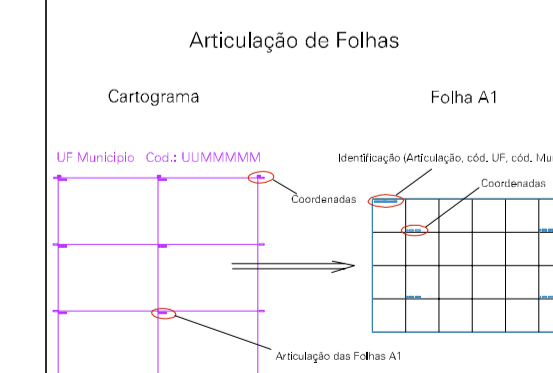 Articulação de Folhas
Cartograma
Folha A1
UF Municipio Cod.: UUMMMMM
Identificação (Articulação, cód. UF, cód. Mu
Coordenadas
Coordenadas
Articulação das Folhas A1